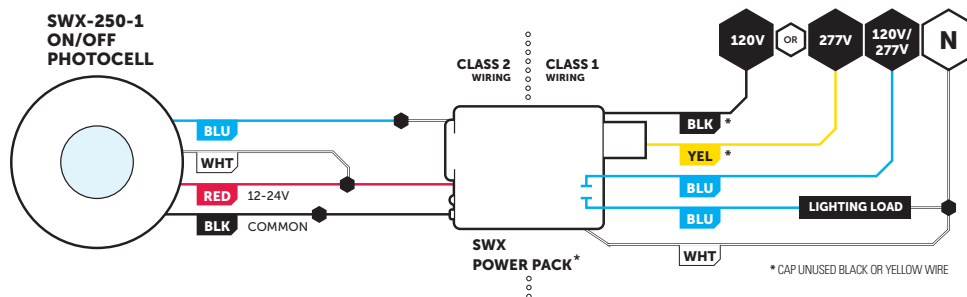 SWX-250-1
ON/OFF
PHOTOCELL
CLASS 2
WIRING
CLASS 1
WIRING
120V
OR
277V
120V/
277V
N
BLU
WHT
RED 12-24V
BLK COMMON
BLK *
YEL *
BLU
BLU
LIGHTING LOAD
WHT
SWX
POWER PACK*
* CAP UNUSED BLACK OR YELLOW WIRE